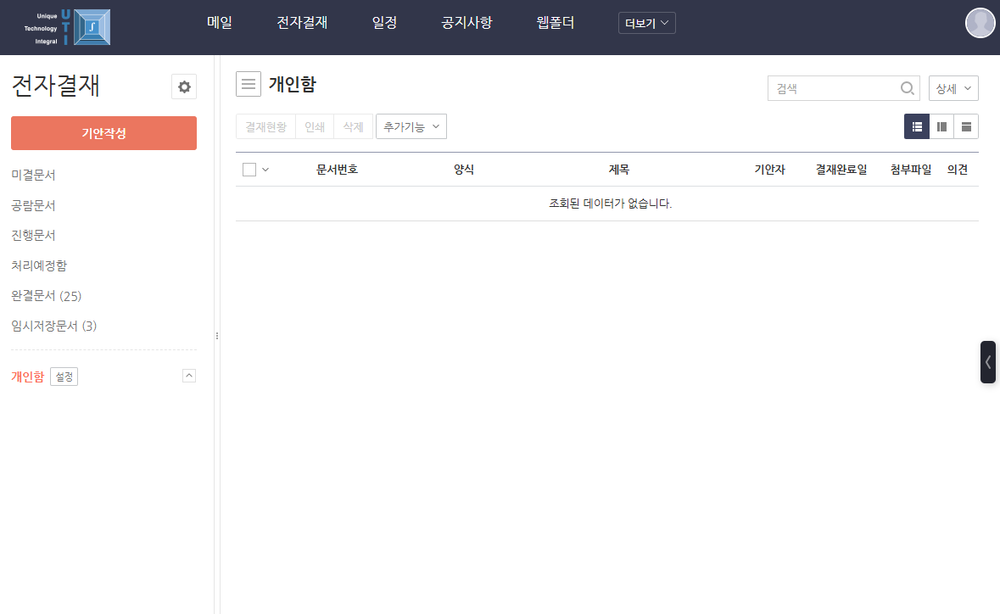 Unique
Technology
Integral
U
T
I
메일 전자결재 일정 공지사항 웹폴더 더보기
전자결재
기안작성
미결문서
공람문서
진행문서
처리예정함
완결문서 (25)
임시저장문서 (3)
개인함 설정
개인함
검색 상세
결재현황 인쇄 삭제 추가기능
문서번호 양식 제목 기안자 결재완료일 첨부파일 의견
조회된 데이터가 없습니다.